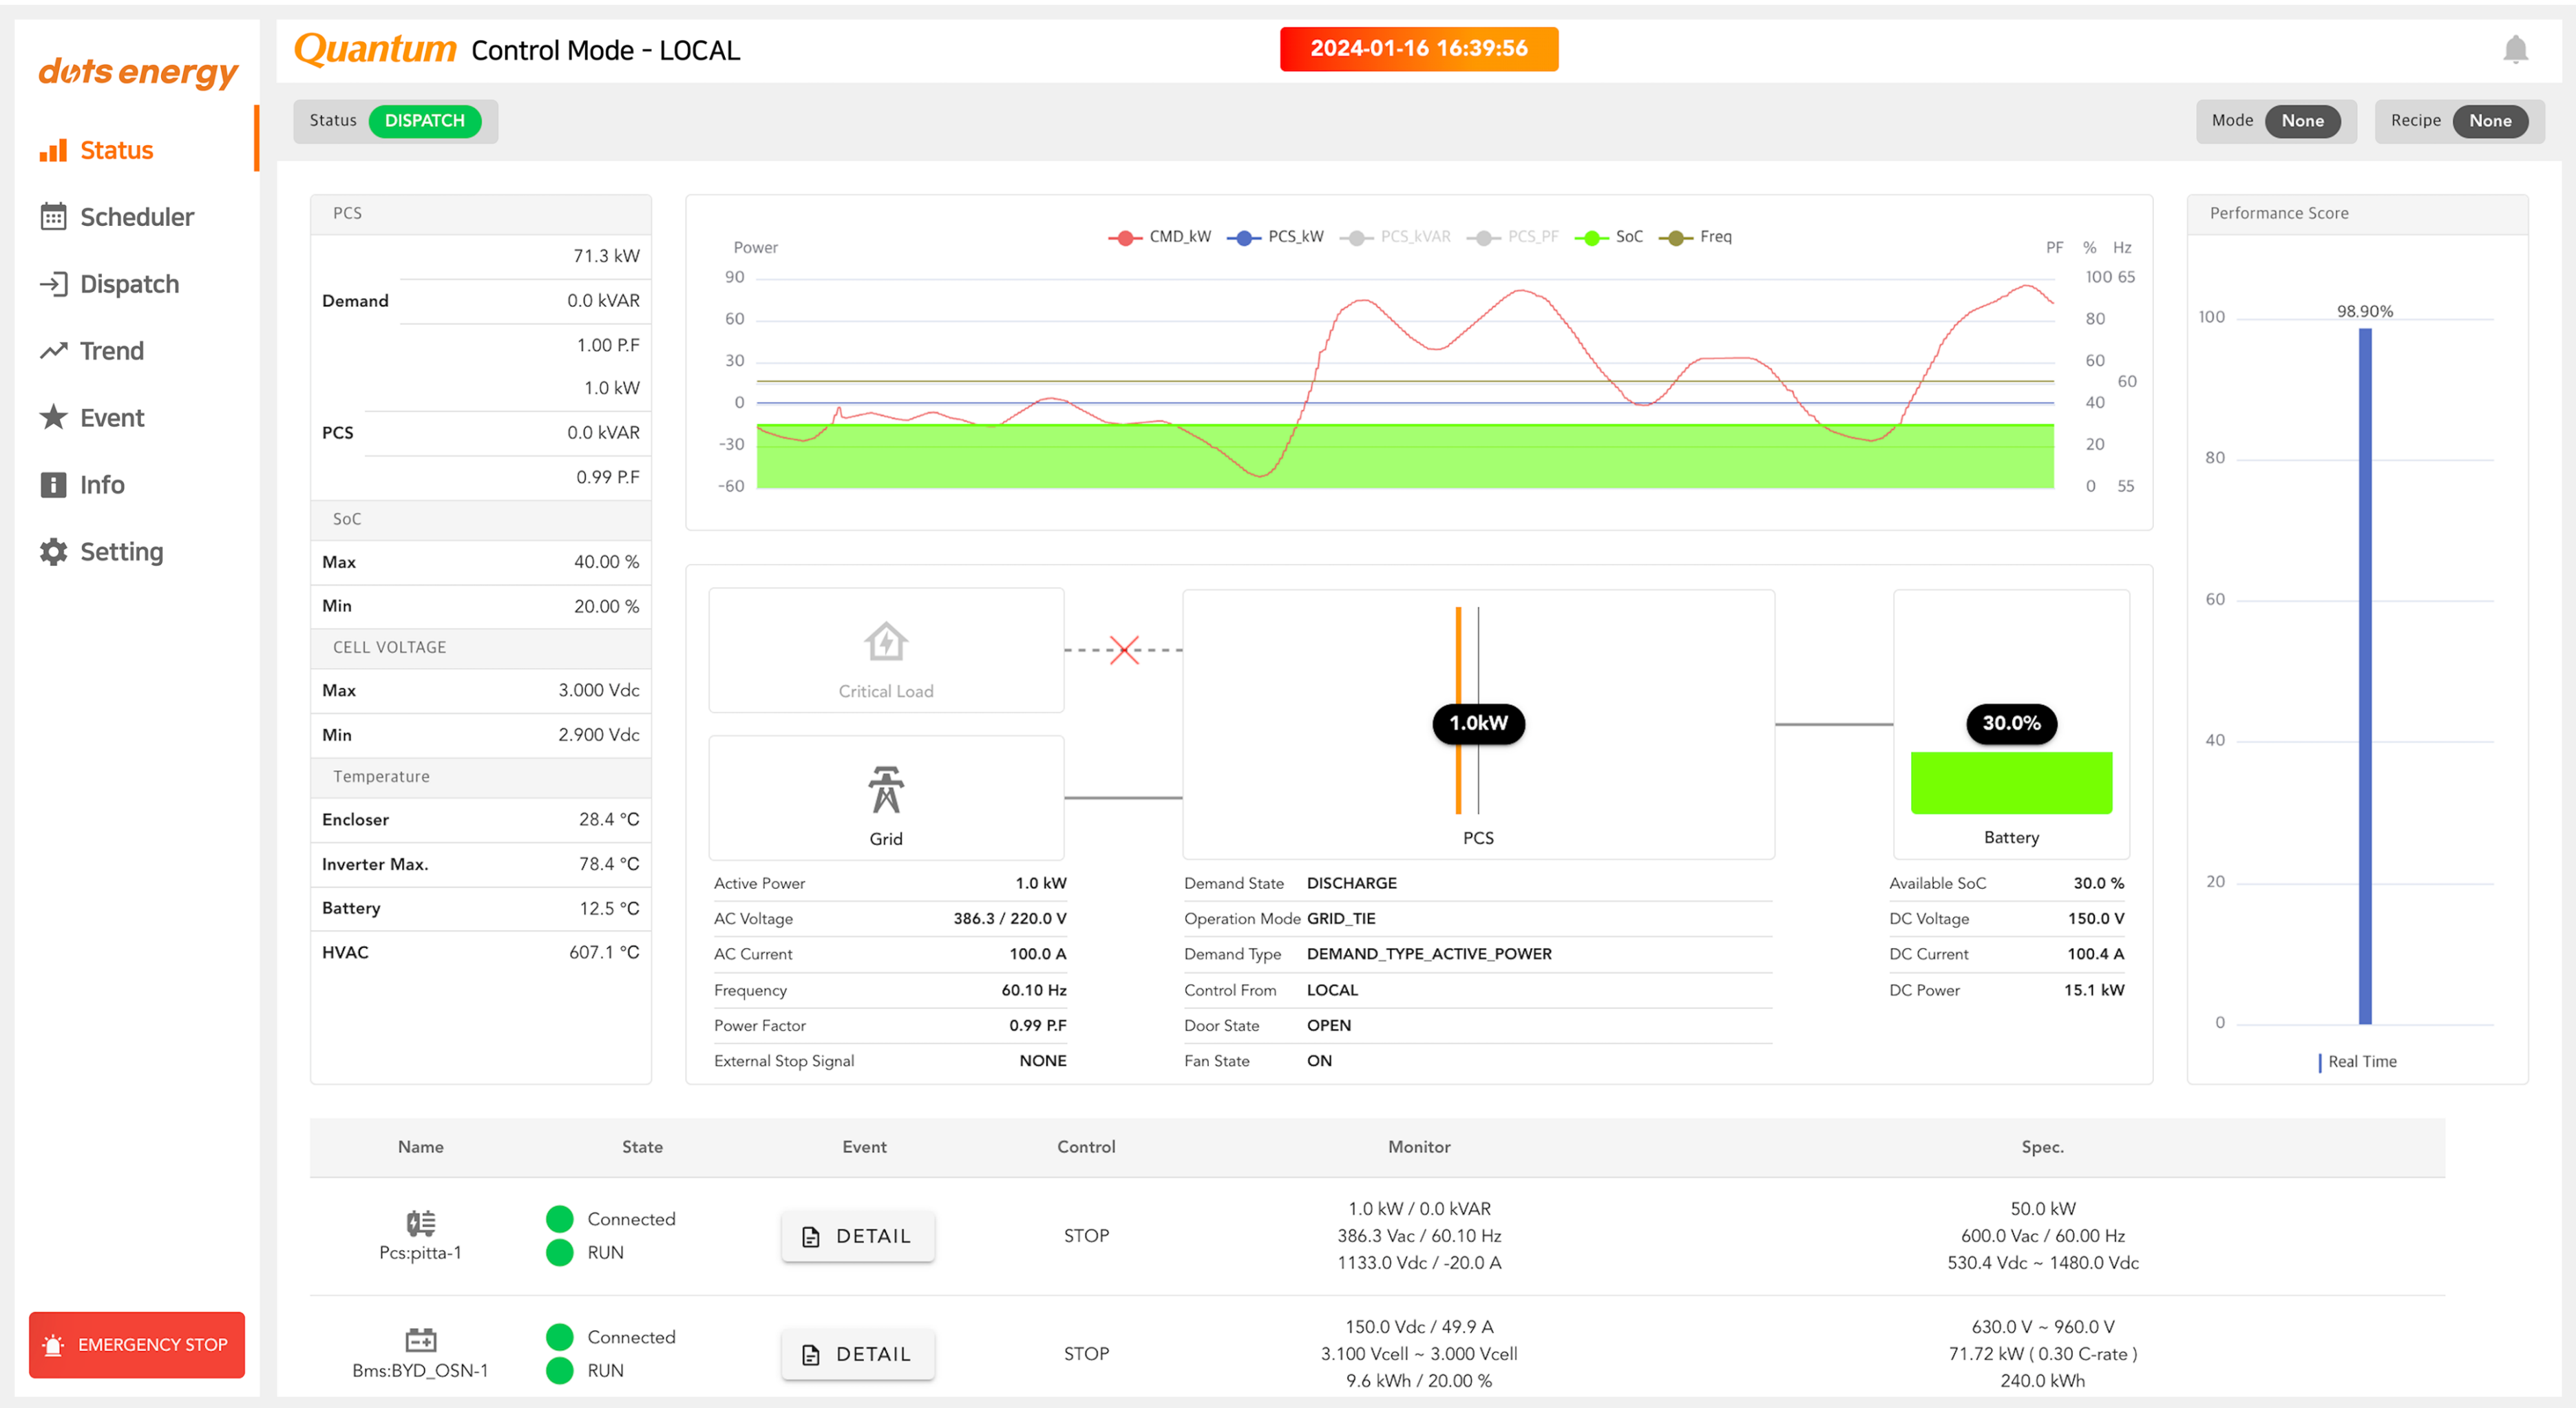 dots energy
Status
Scheduler
Dispatch
Trend
Event
Info
Setting
EMERGENCY STOP
Quantum Control Mode - LOCAL
2024-01-16 16:39:56
Status DISPATCH
Mode None
Recipe None
PCS
71.3 kW
Demand 0.0 kVAR
1.00 P.F
1.0 kW
PCS 0.0 kVAR
0.99 P.F
SoC
Max 40.00 %
Min 20.00 %
CELL VOLTAGE
Max 3.000 Vdc
Min 2.900 Vdc
Temperature
Encloser 28.4 °C
Inverter Max. 78.4 °C
Battery 12.5 °C
HVAC 607.1 °C
CMD_kW PCS_kW PCS_kVAR PCS_PF SoC Freq
Power PF % Hz
90 100 65
60 80
30 60
60
0 40
-30 20
-60 0 55
Critical Load
Grid
1.0kW
PCS
30.0%
Battery
Active Power 1.0 kW
AC Voltage 386.3 / 220.0 V
AC Current 100.0 A
Frequency 60.10 Hz
Power Factor 0.99 P.F
External Stop Signal NONE
Demand State DISCHARGE
Operation Mode GRID_TIE
Demand Type DEMAND_TYPE_ACTIVE_POWER
Control From LOCAL
Door State OPEN
Fan State ON
Available SoC 30.0 %
DC Voltage 150.0 V
DC Current 100.4 A
DC Power 15.1 kW
Performance Score
98.90%
100
80
60
40
20
0
Real Time
Name State Event Control Monitor Spec.
Pcs:pitta-1
Connected
RUN
DETAIL
STOP
1.0 kW / 0.0 kVAR
386.3 Vac / 60.10 Hz
1133.0 Vdc / -20.0 A
50.0 kW
600.0 Vac / 60.00 Hz
530.4 Vdc ~ 1480.0 Vdc
Bms:BYD_OSN-1
Connected
RUN
DETAIL
STOP
150.0 Vdc / 49.9 A
3.100 Vcell ~ 3.000 Vcell
9.6 kWh / 20.00 %
630.0 V ~ 960.0 V
71.72 kW ( 0.30 C-rate )
240.0 kWh